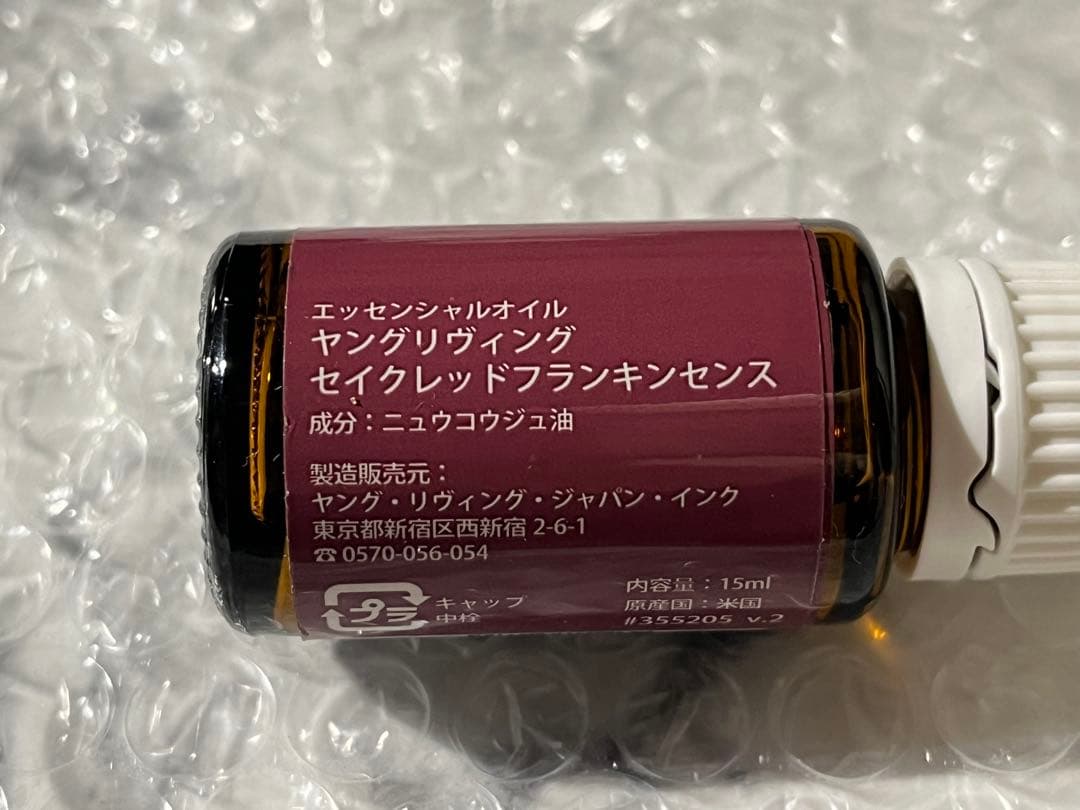 エッセンシャルオイル
ヤングリヴィング
セイクレッドフランキンセンス
成分：ニュウコウジュ油
製造販売元：
ヤング・リヴィング・ジャパン・インク
東京都新宿区西新宿 2-6-1
☎ 0570-056-054
プラ
キャップ
中栓
内容量：15ml
原産国：米国
#355205 v.2